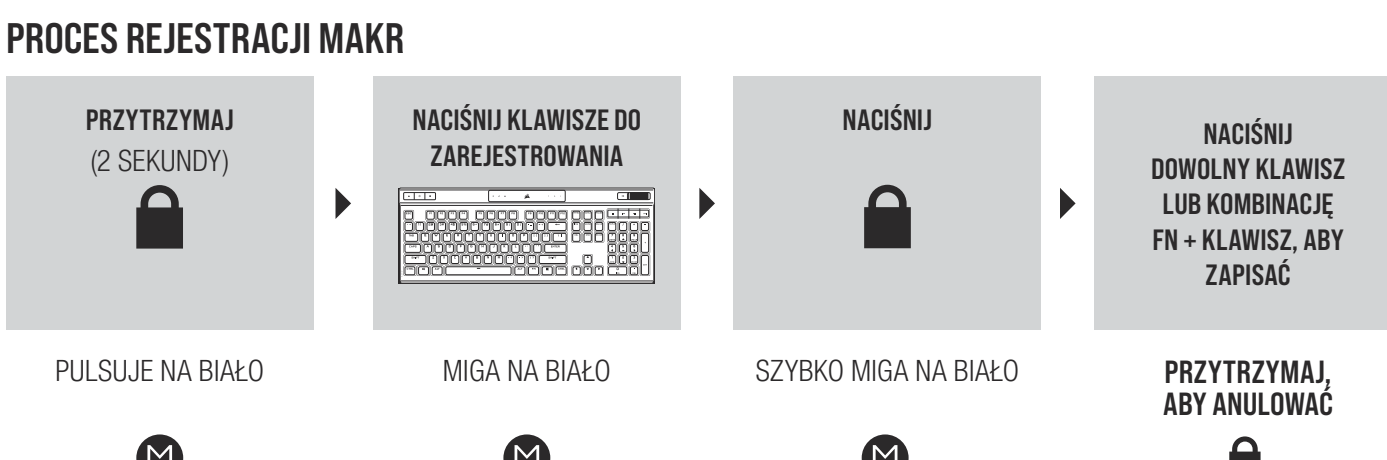 PROCES REJESTRACJI MAKR
PRZYTRZYMAJ
(2 SEKUNDY)
NACIŚNIJ KLAWISZE DO
ZAREJESTROWANIA
NACIŚNIJ
NACIŚNIJ
DOWOLNY KLAWISZ
LUB KOMBINACJĘ
FN + KLAWISZ, ABY
ZAPISAĆ
PULSUJE NA BIAŁO
MIGA NA BIAŁO
SZYBKO MIGA NA BIAŁO
PRZYTRZYMAJ,
ABY ANULOWAĆ
M
M
M